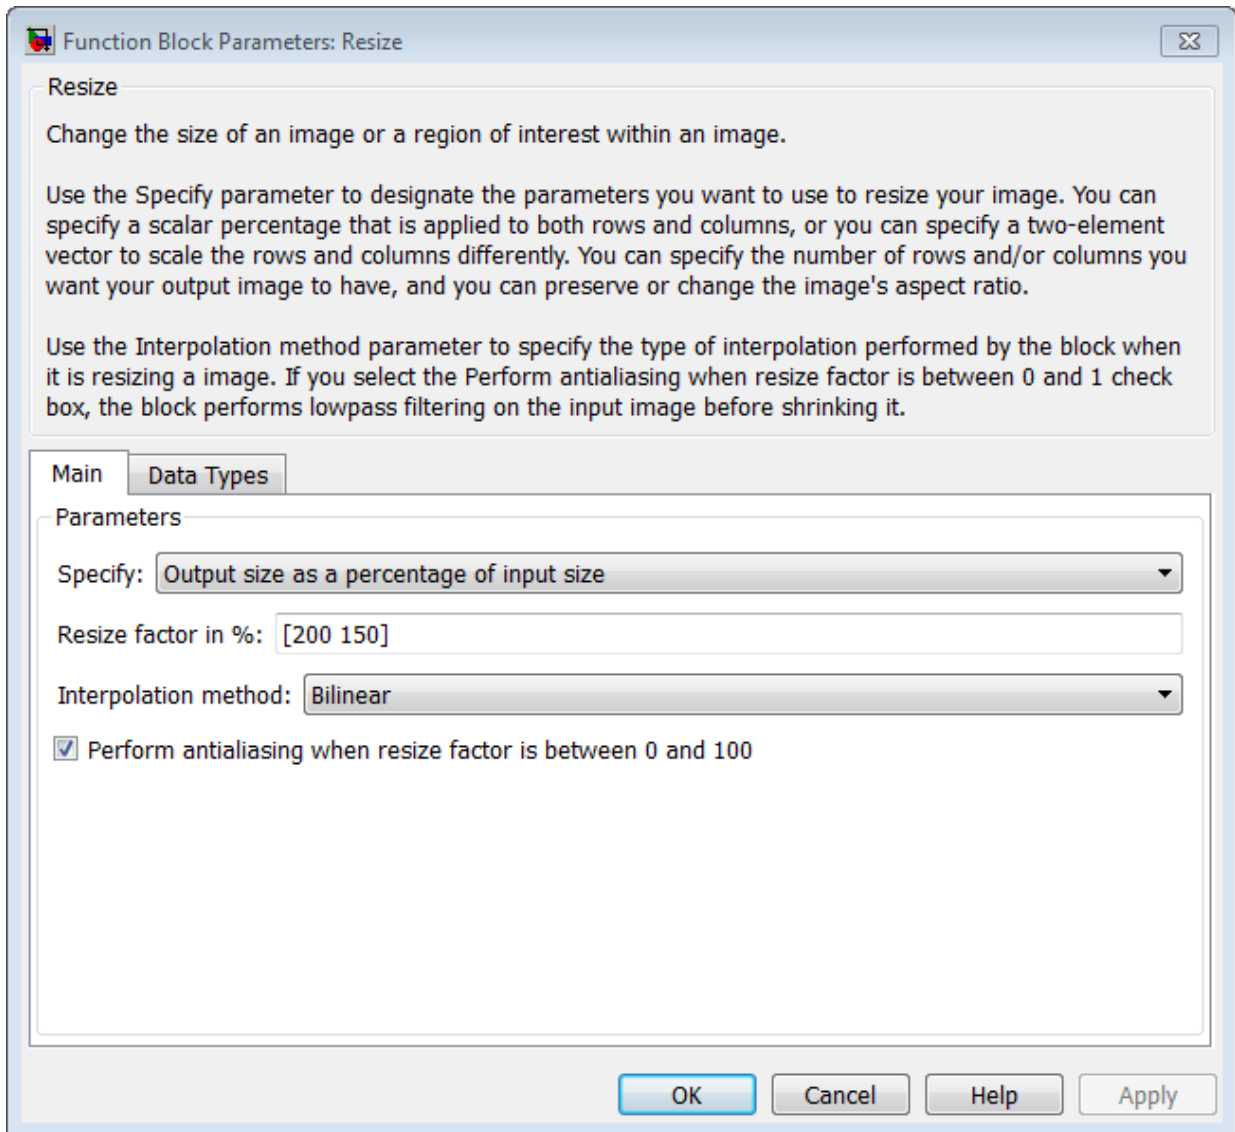 Function Block Parameters: Resize
Resize
Change the size of an image or a region of interest within an image.
Use the Specify parameter to designate the parameters you want to use to resize your image. You can
specify a scalar percentage that is applied to both rows and columns, or you can specify a two-element
vector to scale the rows and columns differently. You can specify the number of rows and/or columns you
want your output image to have, and you can preserve or change the image's aspect ratio.
Use the Interpolation method parameter to specify the type of interpolation performed by the block when
it is resizing a image. If you select the Perform antialiasing when resize factor is between 0 and 1 check
box, the block performs lowpass filtering on the input image before shrinking it.
Main Data Types
Parameters
Specify: Output size as a percentage of input size
Resize factor in %: [200 150]
Interpolation method: Bilinear
Perform antialiasing when resize factor is between 0 and 100
OK Cancel Help Apply